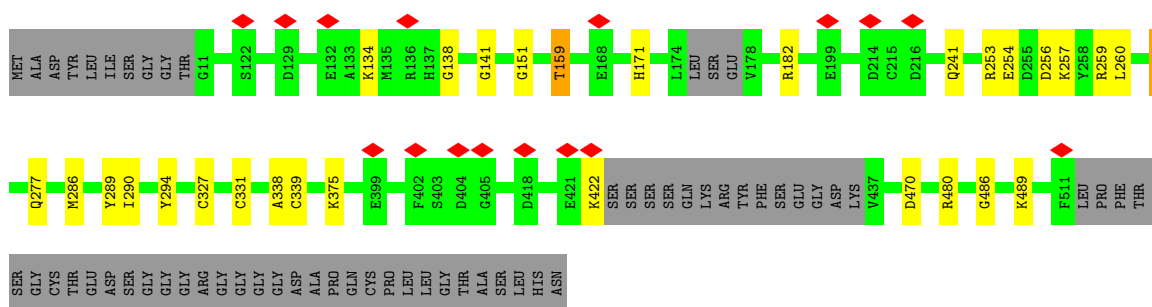 MET ALA ASP TYR LEU ILE SER GLY GLY THR G11 S122 D129 E132 A133 K134 M135 R136 H137 G138 G141 G151 T159 E168 H171 L174 LEU SER GLU V178 R182 E199 D214 C215 D216 Q241 R253 E254 D255 D256 K257 Y258 R259 L260
Q277 M286 Y289 I290 Y294 C327 C331 A338 C339 K375 E399 F402 S403 D404 G405 D418 E421 K422 SER SER SER SER GLN LYS ARG TYR PHE SER GLU GLY ASP LYS V437 D470 R480 G486 K489 F511 LEU PRO PHE THR
SER GLY CYS THR GLU ASP SER GLY GLY GLY ARG GLY GLY GLY GLY ASP ALA PRO GLN CYS PRO LEU LEU GLY THR ALA SER LEU HIS ASN